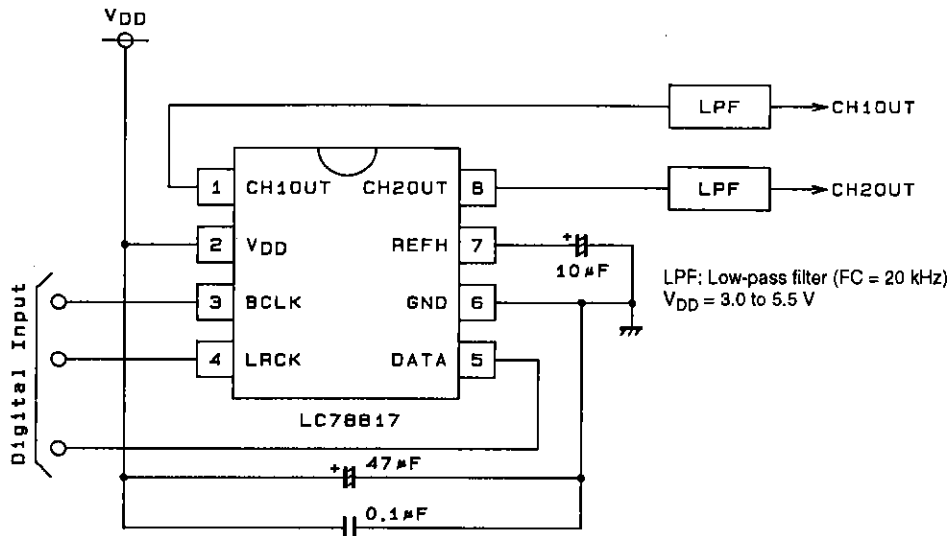 VDD
LPF
CH1OUT
1 CH1OUT CH2OUT 8
LPF
CH2OUT
2 VDD REFH 7
+
10μF
LPF: Low-pass filter (FC = 20 kHz)
VDD = 3.0 to 5.5 V
3 BCLK GND 6
4 LRCK DATA 5
Digital Input
LC78817
+ 47μF
0.1μF